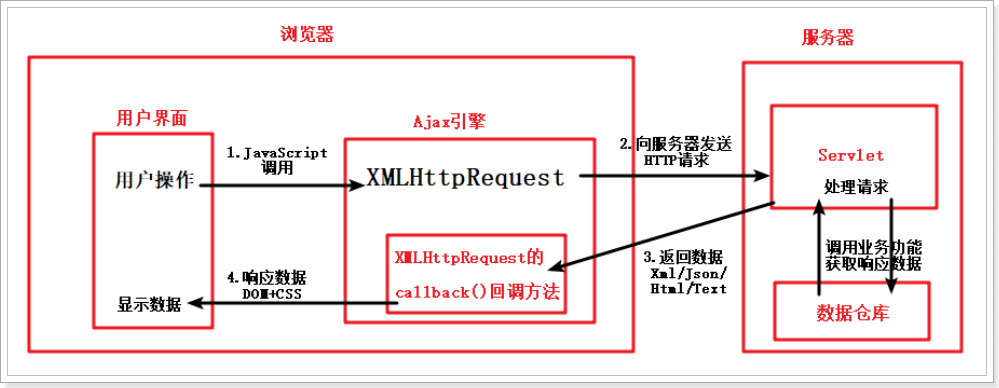 浏览器
服务器
用户界面
Ajax引擎
1.JavaScript
调用
2.向服务器发送
HTTP请求
Servlet
用户操作
XMLHttpRequest
处理请求
XMLHttpRequest的
callback()回调方法
3.返回数据
Xml/Json/
Html/Text
调用业务功能
获取响应数据
4.响应数据
DOM+CSS
显示数据
数据仓库